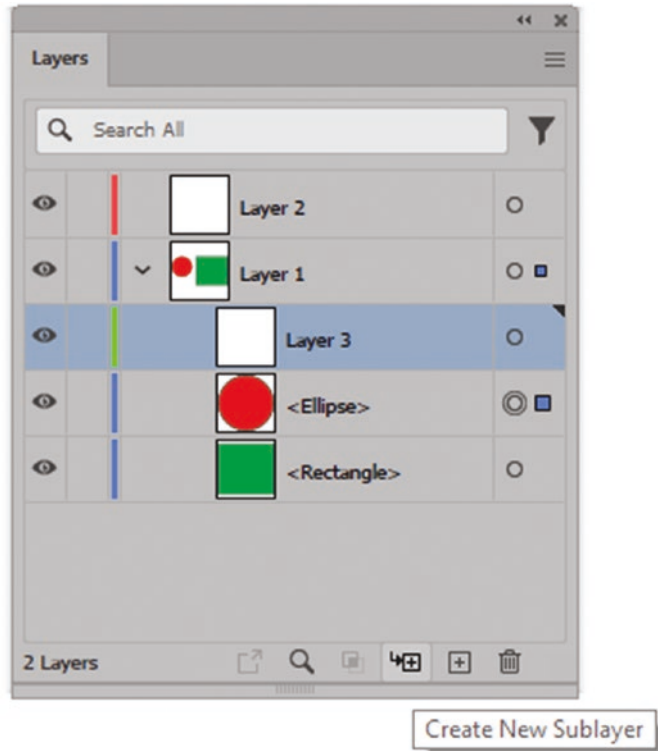 Layers
Search All
Layer 2
Layer 1
Layer 3
<Ellipse>
<Rectangle>
2 Layers
Create New Sublayer